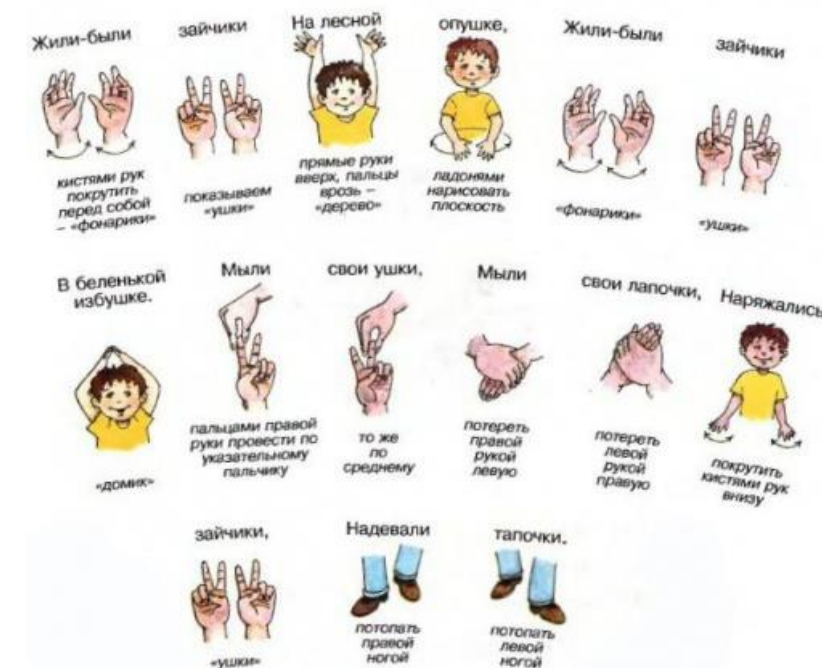 Жили-были
зайчики
На лесной
опушке,
Жили-были
зайчики
кистями рук
покрутить
перед собой
– «фонарики»
показываем
«ушки»
прямые руки
вверх, пальцы
врозь –
«дерево»
ладонями
нарисовать
плоскость
«фонарики»
«ушки»
В беленькой
избушке.
Мыли
свои ушки,
Мыли
свои лапочки,
Наряжались
«домик»
пальцами правой
руки провести по
указательному
пальчику
то же
по
среднему
потереть
правой
рукой
левую
потереть
левой
рукой
правую
покрутить
кистями рук
внизу
зайчики,
Надевали
тапочки.
«ушки»
потопать
правой
ногой
потопать
левой
ногой